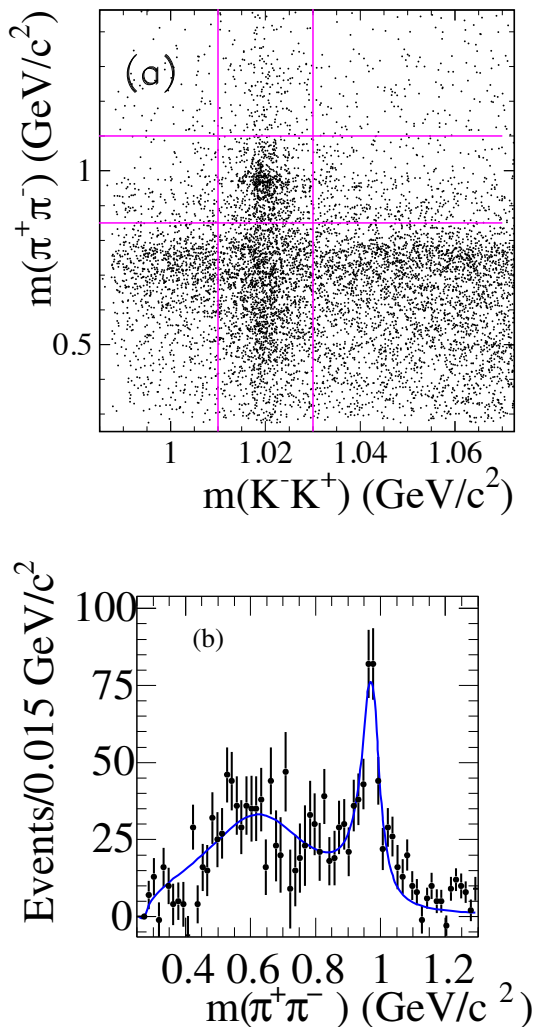 (a)
m(π⁺π⁻) (GeV/c²)
1
0.5
1 1.02 1.04 1.06
m(K⁻K⁺) (GeV/c²)
(b)
Events/0.015 GeV/c²
100
75
50
25
0
0.4 0.6 0.8 1 1.2
m(π⁺π⁻ ) (GeV/c ²)